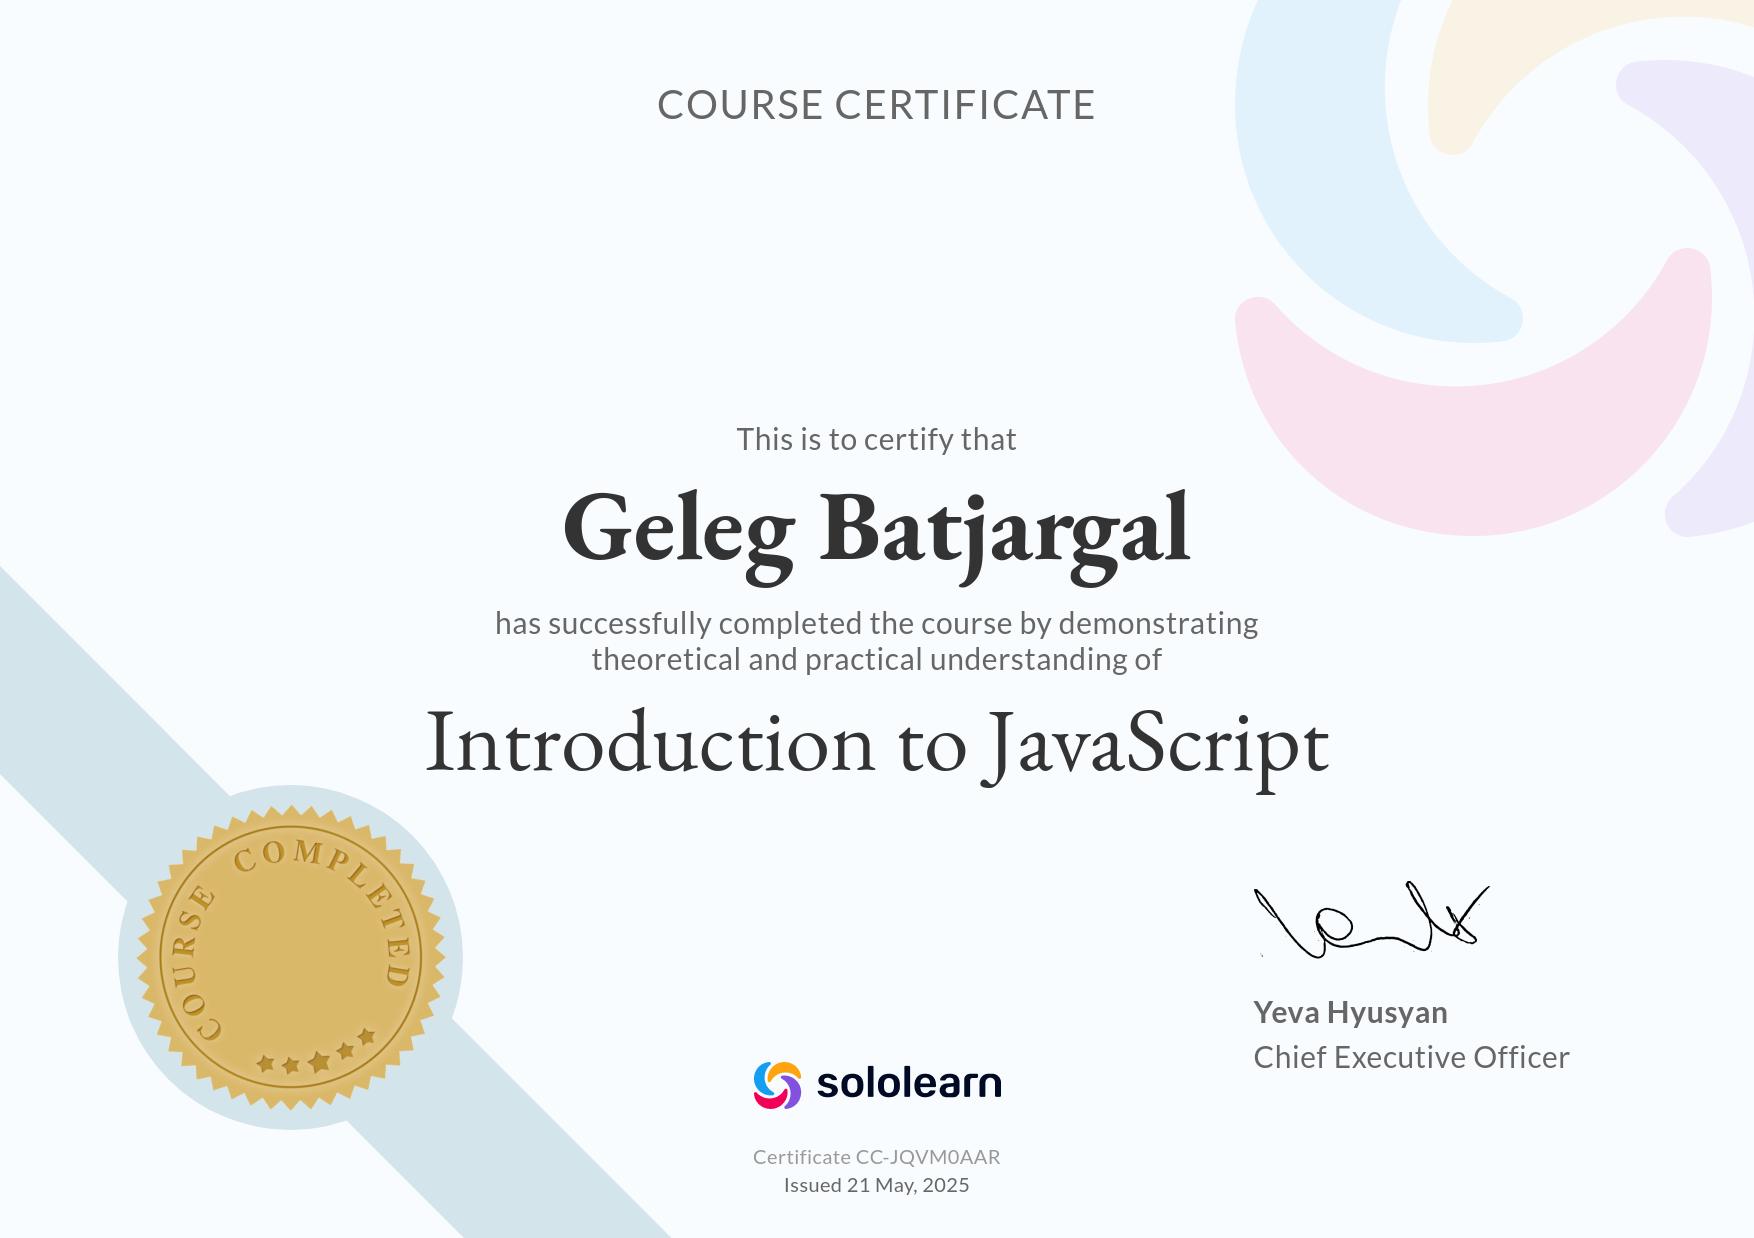 COURSE CERTIFICATE
This is to certify that
Geleg Batjargal
has successfully completed the course by demonstrating
theoretical and practical understanding of
Introduction to JavaScript
COURSE COMPLETED
Yeva Hyusyan
Chief Executive Officer
sololearn
Certificate CC-JQVM0AAR
Issued 21 May, 2025